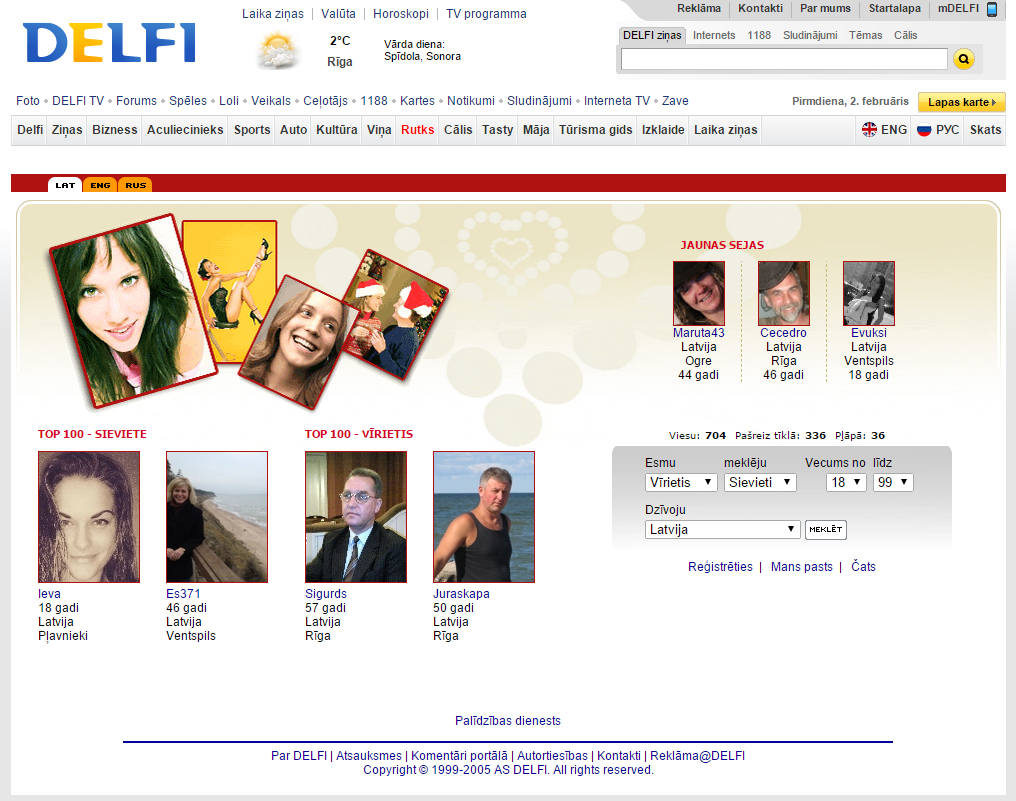 DELFI
Laika ziņas | Valūta | Horoskopi | TV programma
2°C
Rīga
Vārda diena:
Spīdola, Sonora
Reklāma | Kontakti | Par mums | Startalapa | mDELFI
DELFI ziņas Internets 1188 Sludinājumi Tēmas Cālis
Foto DELFI TV Forums Spēles Loli Veikals Ceļotājs 1188 Kartes Notikumi Sludinājumi Interneta TV Zave
Pirmdiena, 2. februāris Lapas karte
Delfi Ziņas Bizness Aculiecinieks Sports Auto Kultūra Viņa Rutks Cālis Tasty Māja Tūrisma gids Izklaide Laika ziņas ENG РУС Skats
LAT ENG RUS
JAUNAS SEJAS
Maruta43 Cecedro Evuksi
Latvija Latvija Latvija
Ogre Rīga Ventspils
44 gadi 46 gadi 18 gadi
TOP 100 - SIEVIETE TOP 100 - VĪRIETIS
Ieva Es371 Sigurds Juraskapa
18 gadi 46 gadi 57 gadi 50 gadi
Latvija Latvija Latvija Latvija
Pļavnieki Ventspils Rīga Rīga
Viesu: 704 Pašreiz tīklā: 336 Pļāpā: 36
Esmu meklēju Vecums no līdz
Vīrietis Sievieti 18 99
Dzīvoju
Latvija MEKLĒT
Reģistrēties | Mans pasts | Čats
Palīdzības dienests
Par DELFI | Atsauksmes | Komentāri portālā | Autortiesības | Kontakti | Reklāma@DELFI
Copyright © 1999-2005 AS DELFI. All rights reserved.